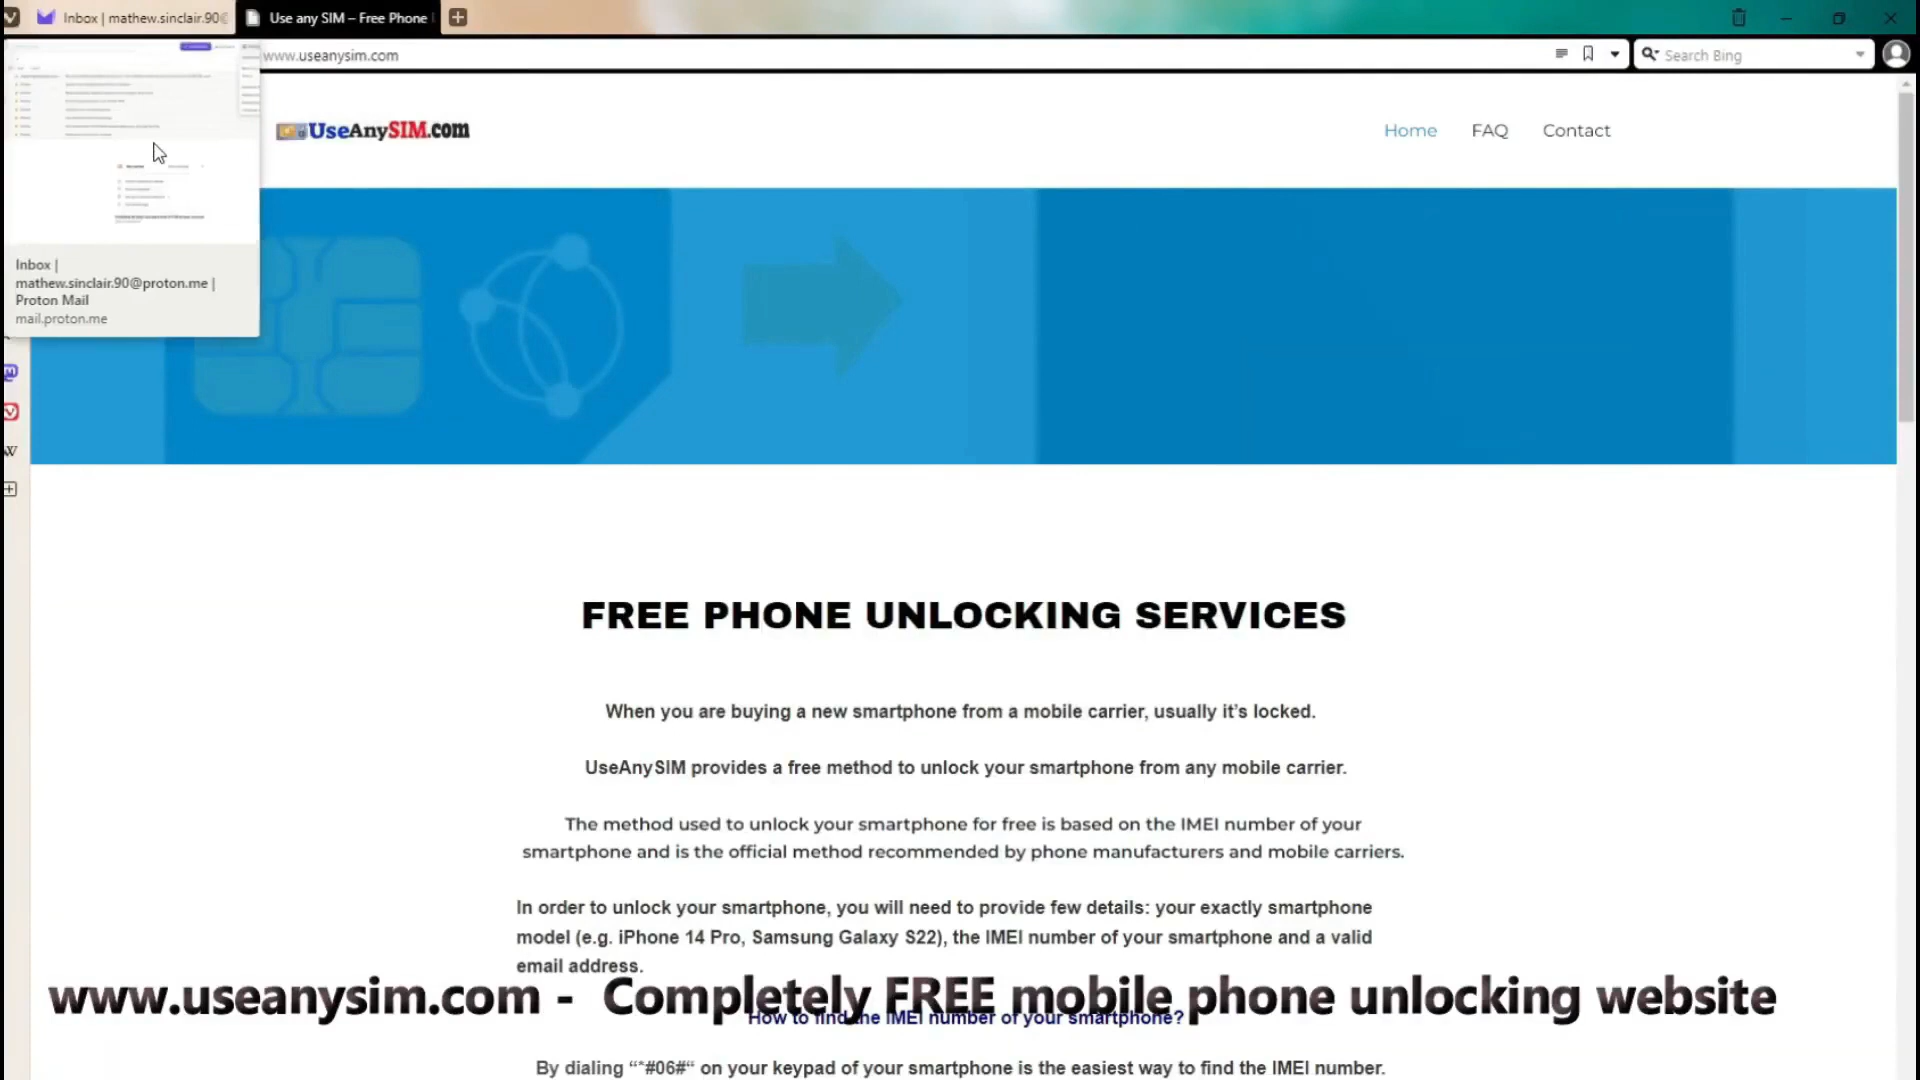 Inbox | mathew.sinclair.90@
Use any SIM – Free Phone
www.useanysim.com
Search Bing
UseAnySIM.com
Home
FAQ
Contact
Inbox |
mathew.sinclair.90@proton.me |
Proton Mail
mail.proton.me
FREE PHONE UNLOCKING SERVICES
When you are buying a new smartphone from a mobile carrier, usually it’s locked.
UseAnySIM provides a free method to unlock your smartphone from any mobile carrier.
The method used to unlock your smartphone for free is based on the IMEI number of your
smartphone and is the official method recommended by phone manufacturers and mobile carriers.
In order to unlock your smartphone, you will need to provide few details: your exactly smartphone
model (e.g. iPhone 14 Pro, Samsung Galaxy S22), the IMEI number of your smartphone and a valid
email address.
www.useanysim.com - Completely FREE mobile phone unlocking website
How to find the IMEI number of your smartphone?
By dialing “*#06#“ on your keypad of your smartphone is the easiest way to find the IMEI number.